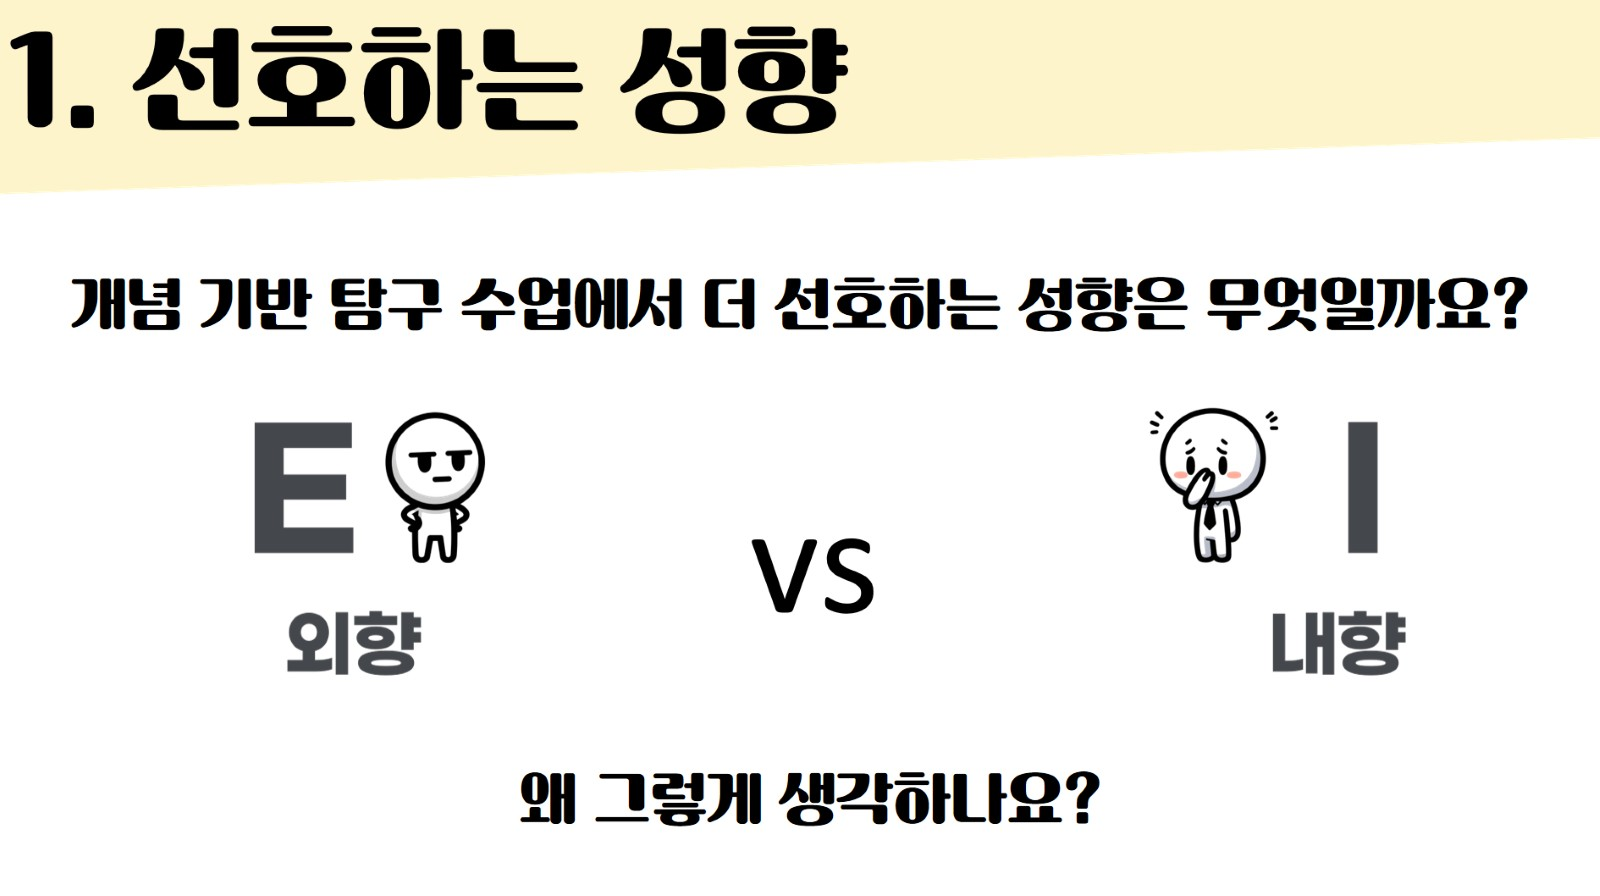 1. 선호하는 성향
개념 기반 탐구 수업에서 더 선호하는 성향은 무엇일까요?
E
VS
I
외향
내향
왜 그렇게 생각하나요?